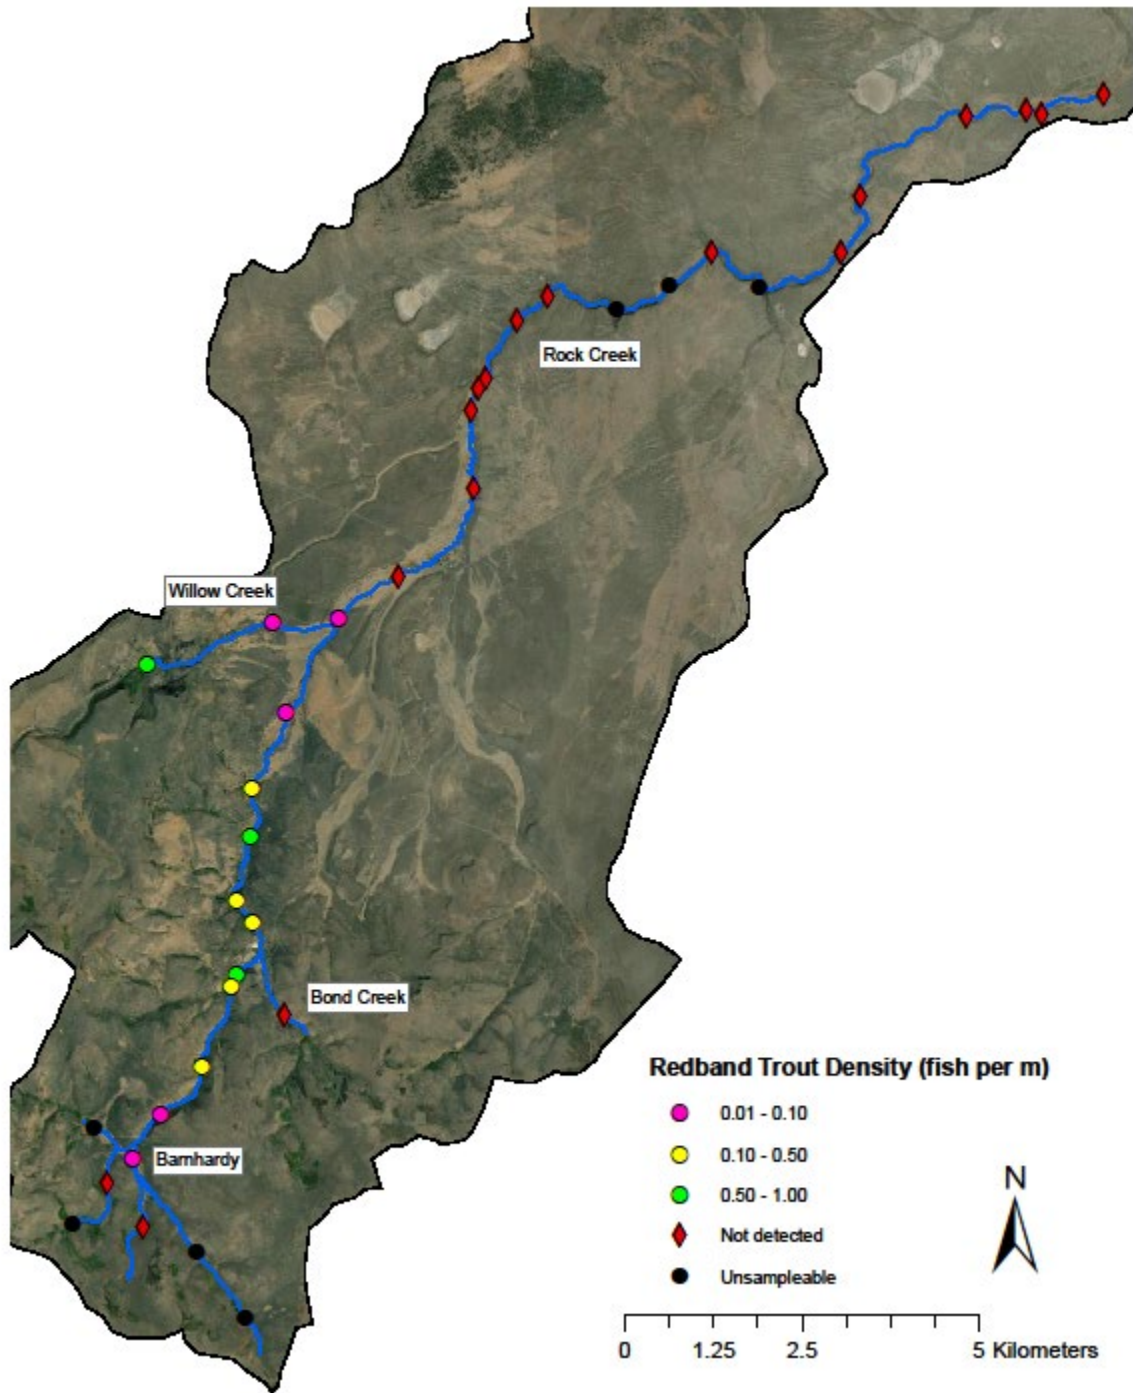 Rock Creek
Willow Creek
Bond Creek
Barnhardy
Redband Trout Density (fish per m)
0.01 - 0.10
0.10 - 0.50
0.50 - 1.00
Not detected
Unsampleable
N
0 1.25 2.5 5 Kilometers